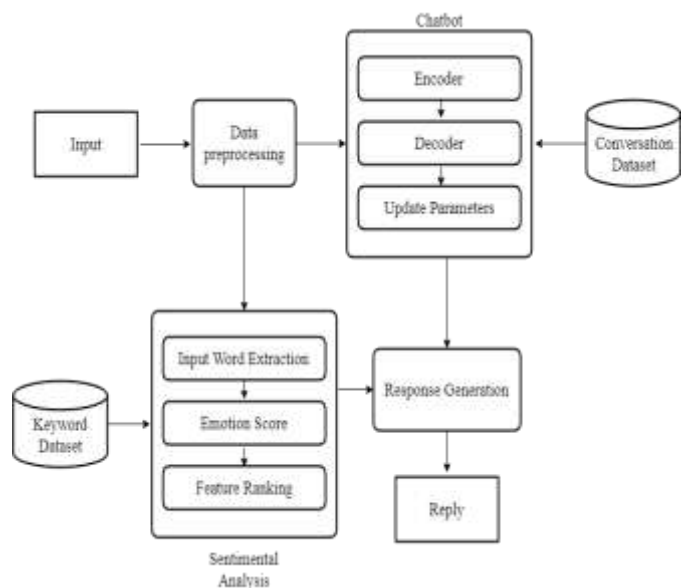 Chatbot
Encoder
Input
Data
preprocessing
Decoder
Conversation
Dataset
Update Parameters
Input Word Extraction
Response Generation
Keyword
Dataset
Emotion Score
Feature Ranking
Reply
Sentimental
Analysis